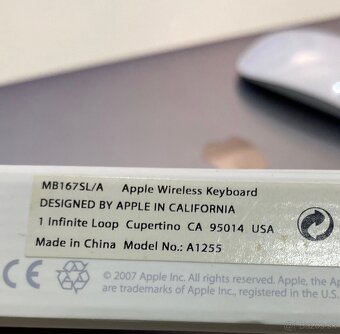 MB167SL/A Apple Wireless Keyboard
DESIGNED BY APPLE IN CALIFORNIA
1 Infinite Loop Cupertino CA 95014 USA
Made in China Model No.: A1255
CE
© 2007 Apple Inc. All rights reserved. Apple, the Ap
are trademarks of Apple Inc., registered in the U.S.